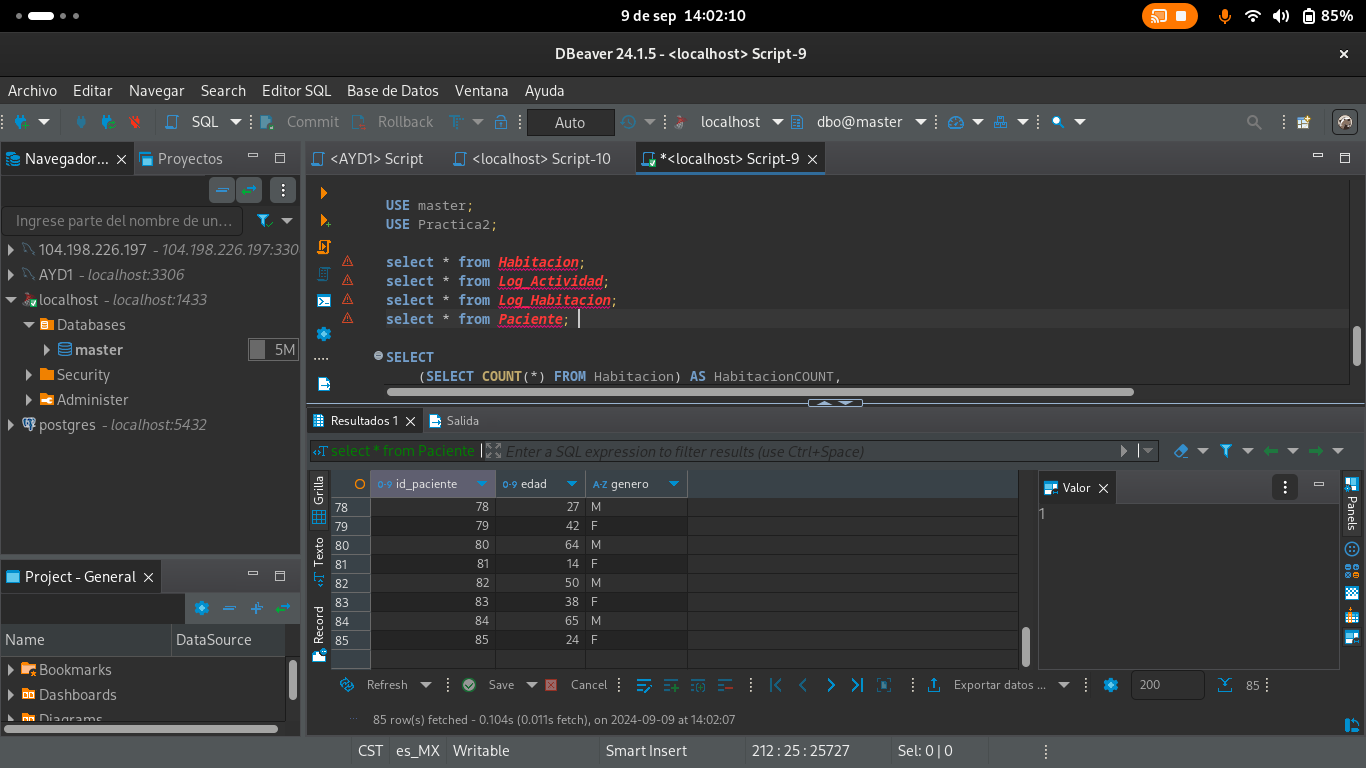 9 de sep 14:02:10
85%
DBeaver 24.1.5 - <localhost> Script-9
Archivo Editar Navegar Search Editor SQL Base de Datos Ventana Ayuda
SQL Commit Rollback T Auto localhost dbo@master
Navegador... Proyectos
Ingrese parte del nombre de un...
104.198.226.197 - 104.198.226.197:330
AYD1 - localhost:3306
localhost - localhost:1433
Databases
master 5M
Security
Administer
postgres - localhost:5432
Project - General
Name DataSource
Bookmarks
Dashboards
Diagrams
<AYD1> Script <localhost> Script-10 *<localhost> Script-9
USE master;
USE Practica2;
select * from Habitacion;
select * from Log_Actividad;
select * from Log_Habitacion;
select * from Paciente;
SELECT
(SELECT COUNT(*) FROM Habitacion) AS HabitacionCOUNT,
Resultados 1 Salida
select * from Paciente Enter a SQL expression to filter results (use Ctrl+Space)
Grilla
Texto
Record
0-9 id_paciente 0-9 edad A-Z genero
78 78 27 M
79 79 42 F
80 80 64 M
81 81 14 F
82 82 50 M
83 83 38 F
84 84 65 M
85 85 24 F
Valor
1
Panels
Refresh Save Cancel Exportar datos ... 200 85
85 row(s) fetched - 0.104s (0.011s fetch), on 2024-09-09 at 14:02:07
CST es_MX Writable Smart Insert 212 : 25 : 25727 Sel: 0 | 0